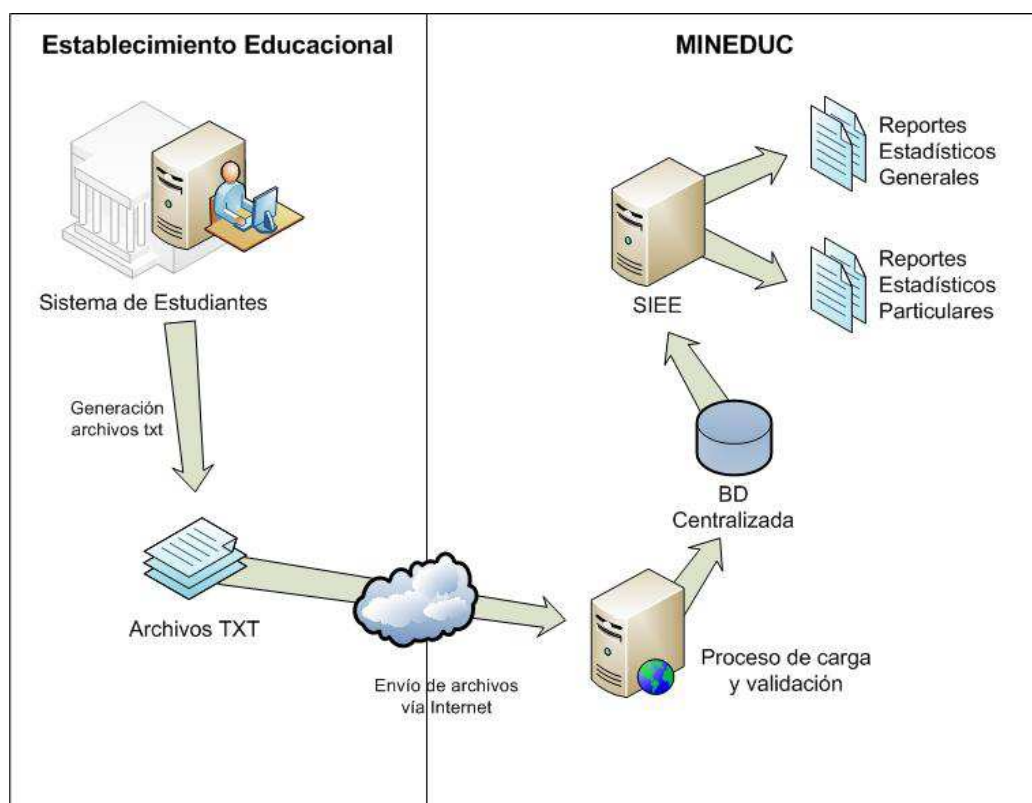 Establecimiento Educacional
Sistema de Estudiantes
Generación
archivos txt
Archivos TXT
Envío de archivos
vía Internet
MINEDUC
Reportes
Estadísticos
Generales
Reportes
Estadísticos
Particulares
SIEE
BD
Centralizada
Proceso de carga
y validación